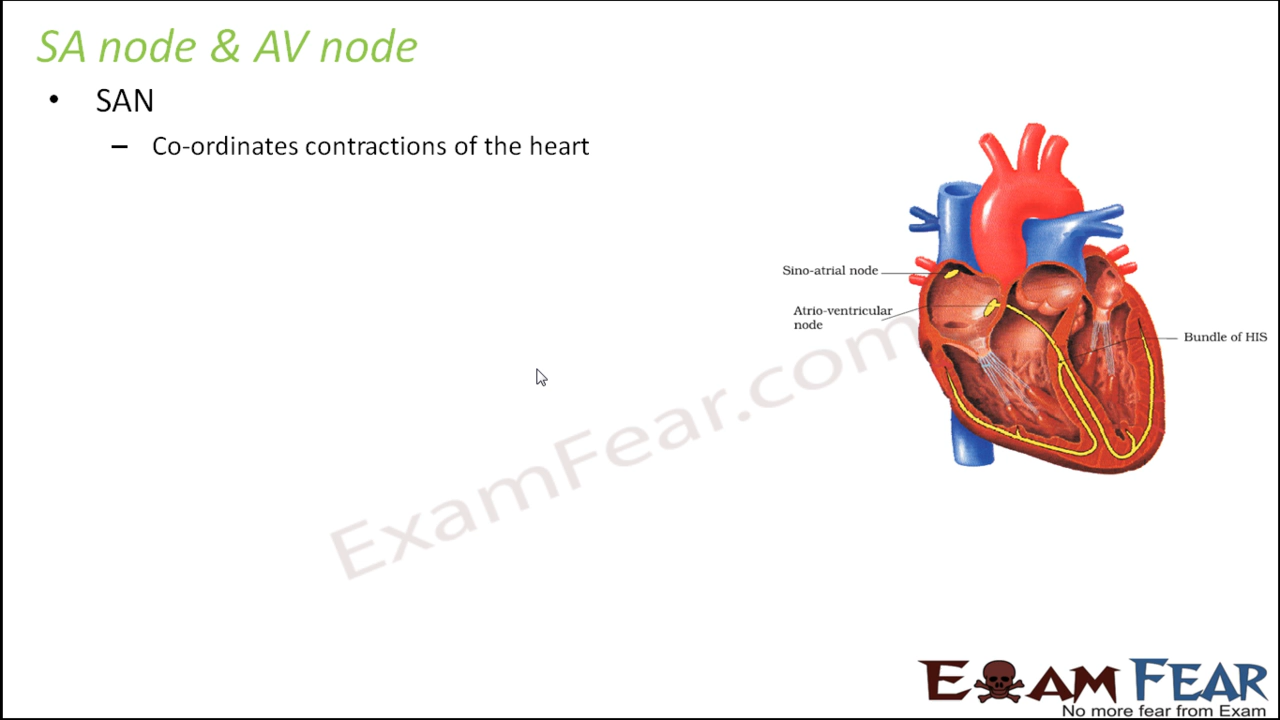 SA node & AV node
• SAN
– Co-ordinates contractions of the heart
Sino-atrial node
Atrio-ventricular
node
Bundle of HIS
ExamFear.com
EXAM FEAR
No more fear from Exam